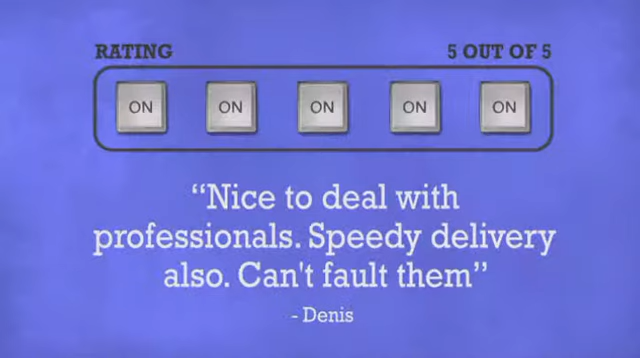 RATING 5 OUT OF 5
ON ON ON ON ON
“Nice to deal with
professionals. Speedy delivery
also. Can't fault them”
- Denis